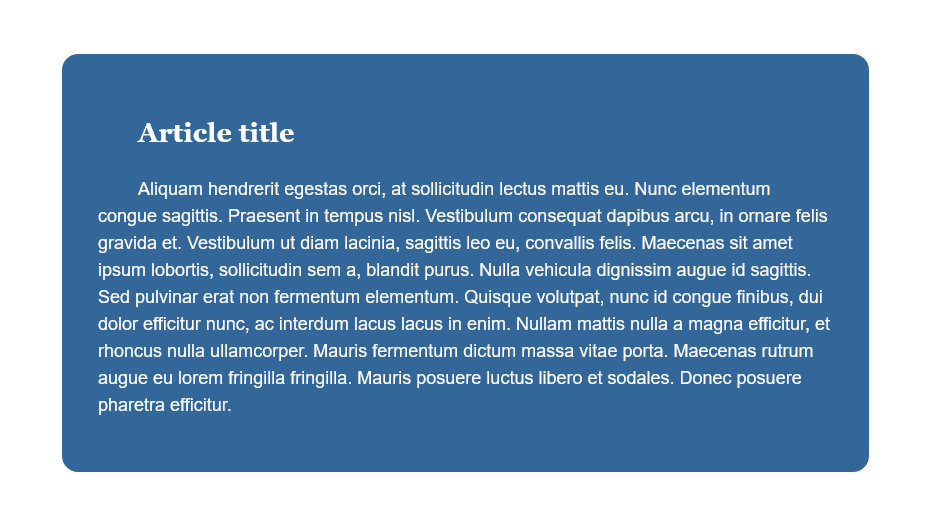 Article title
Aliquam hendrerit egestas orci, at sollicitudin lectus mattis eu. Nunc elementum
congue sagittis. Praesent in tempus nisl. Vestibulum consequat dapibus arcu, in ornare felis
gravida et. Vestibulum ut diam lacinia, sagittis leo eu, convallis felis. Maecenas sit amet
ipsum lobortis, sollicitudin sem a, blandit purus. Nulla vehicula dignissim augue id sagittis.
Sed pulvinar erat non fermentum elementum. Quisque volutpat, nunc id congue finibus, dui
dolor efficitur nunc, ac interdum lacus lacus in enim. Nullam mattis nulla a magna efficitur, et
rhoncus nulla ullamcorper. Mauris fermentum dictum massa vitae porta. Maecenas rutrum
augue eu lorem fringilla fringilla. Mauris posuere luctus libero et sodales. Donec posuere
pharetra efficitur.